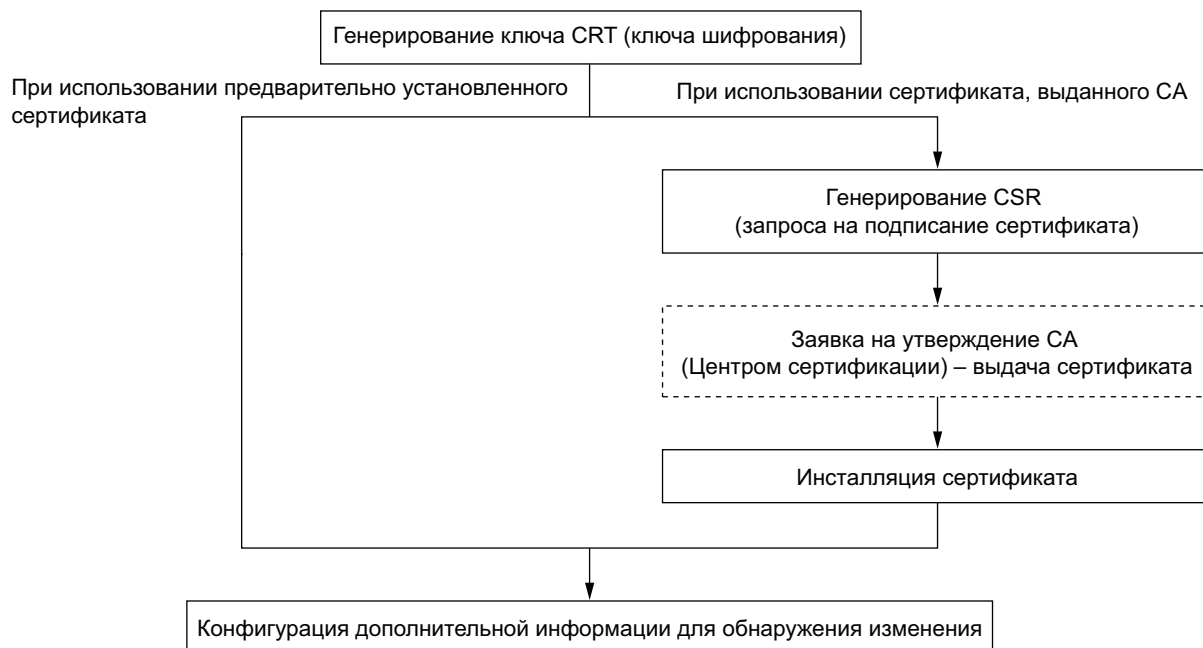 Генерирование ключа CRT (ключа шифрования)
При использовании предварительно установленного
сертификата
При использовании сертификата, выданного CA
Генерирование CSR
(запроса на подписание сертификата)
Заявка на утверждение CA
(Центром сертификации) – выдача сертификата
Инсталляция сертификата
Конфигурация дополнительной информации для обнаружения изменения